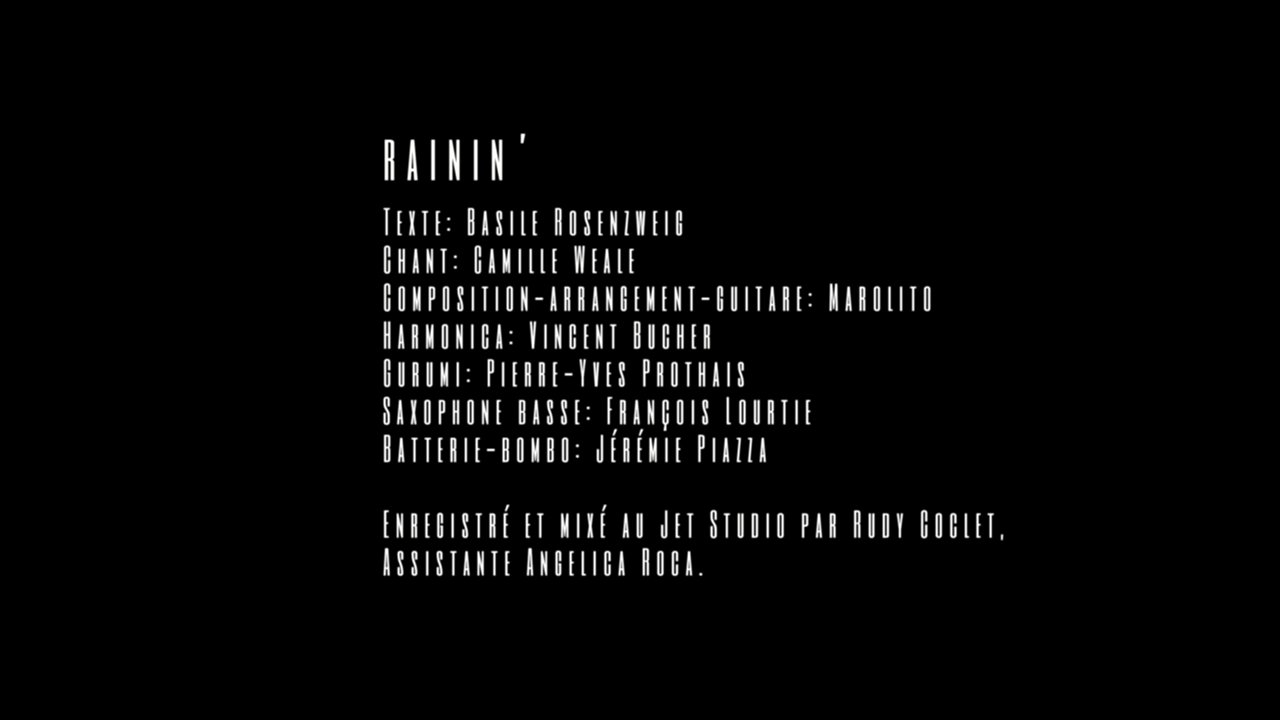 RAININ'
Texte: Basile Rosenzweig
Chant: Camille Weale
Composition-arrangement-guitare: Marolito
Harmonica: Vincent Bucher
Gurumi: Pierre-Yves Prothais
Saxophone basse: François Lourtie
Batterie-bombo: Jérémie Piazza
Enregistré et mixé au Jet Studio par Rudy Coclet,
Assistante Angelica Roca.